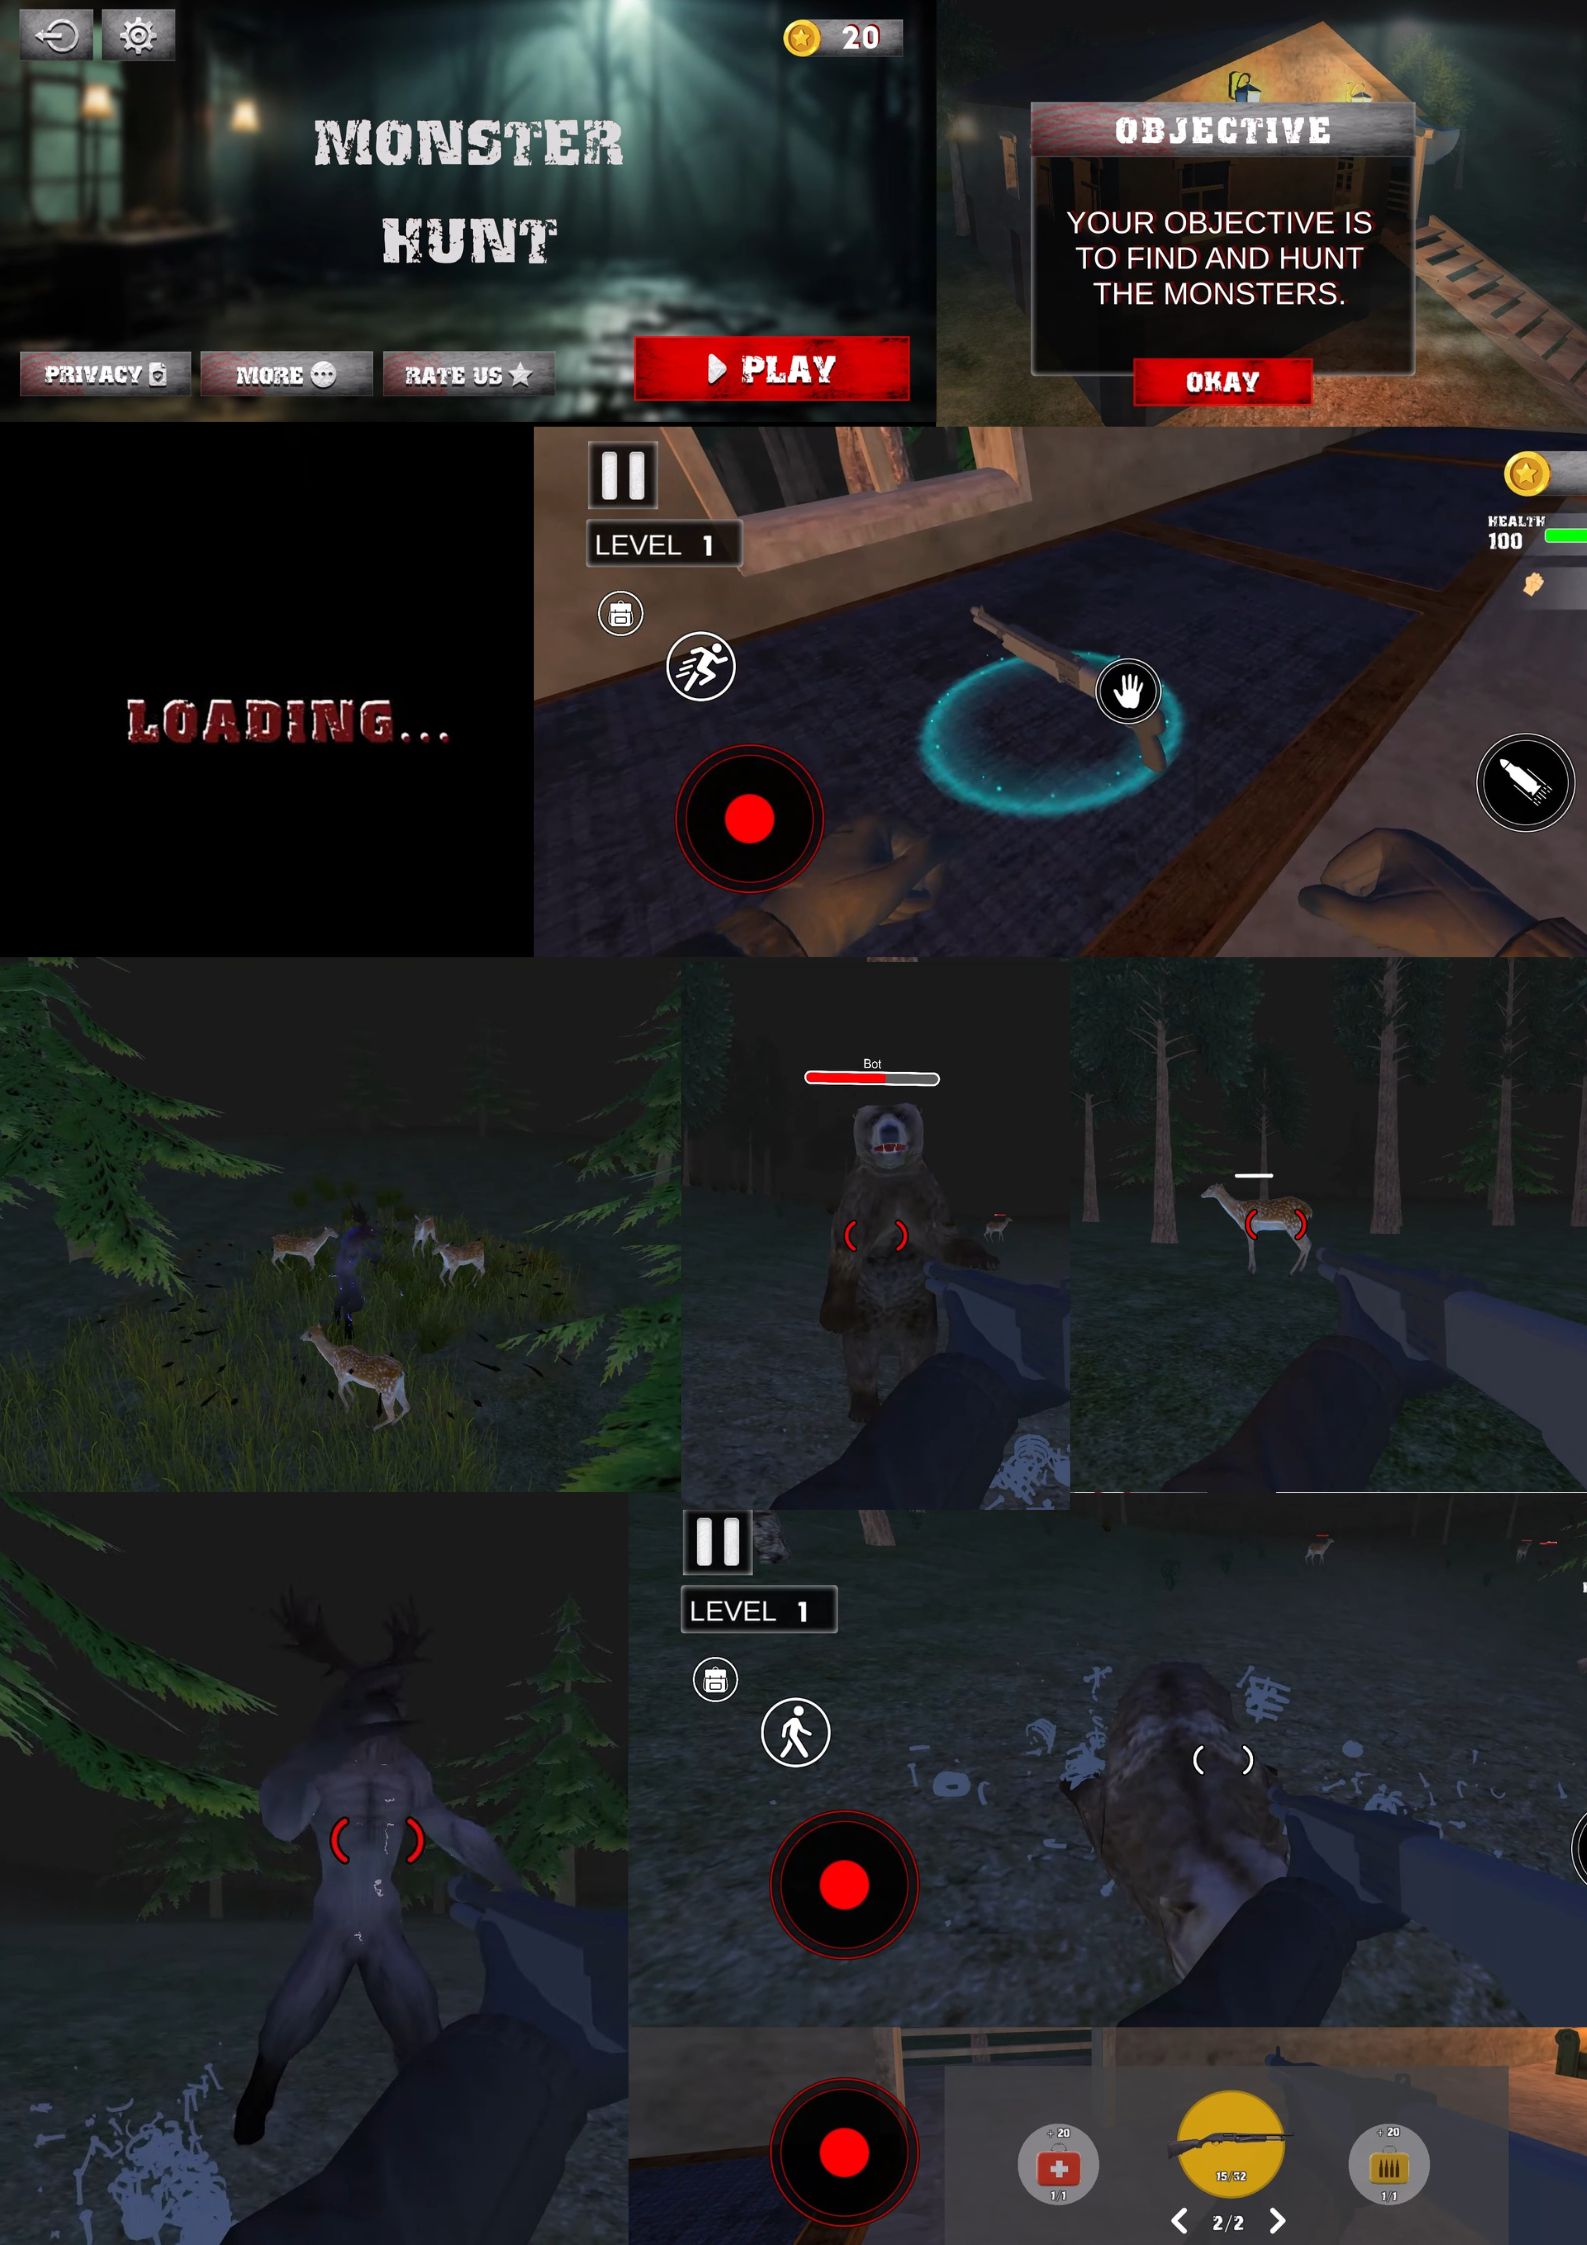 20
MONSTER
HUNT
PRIVACY
MORE
RATE US
PLAY
OBJECTIVE
YOUR OBJECTIVE IS
TO FIND AND HUNT
THE MONSTERS.
OKAY
LOADING...
LEVEL 1
HEALTH
100
Bot
LEVEL 1
+20
1/1
15/32
+20
1/1
2/2